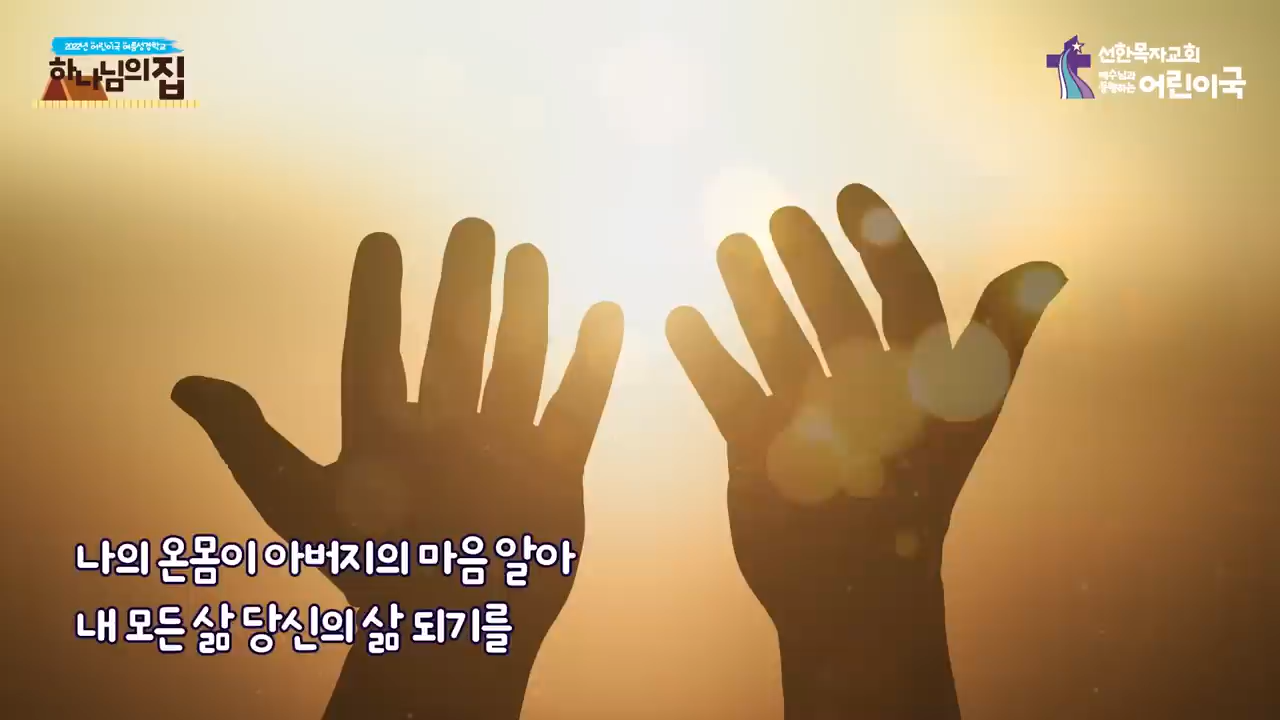 2022년 어린이국 여름성경학교
하나님의 집
선한목자교회
예수님과
동행하는 어린이국
나의 온몸이 아버지의 마음 알아
내 모든 삶 당신의 삶 되기를